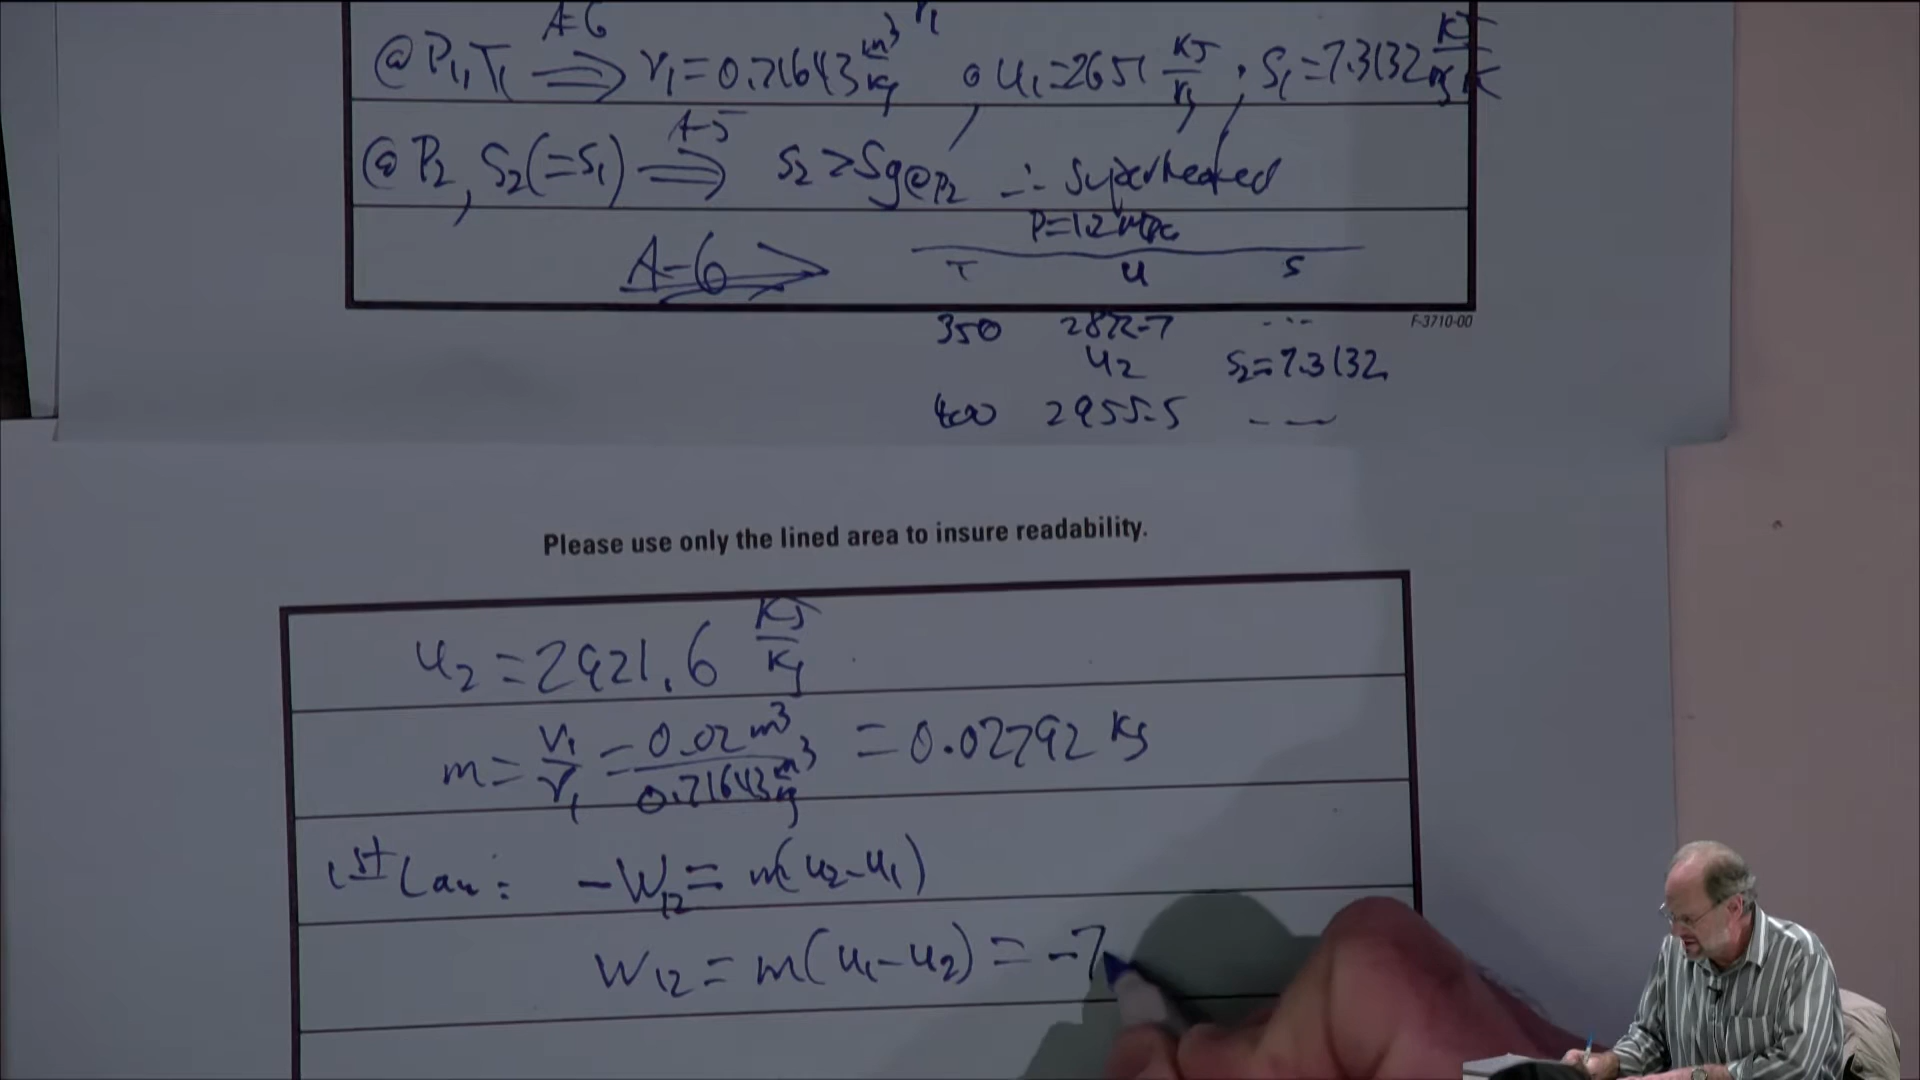 A-6
@ P₁, T₁ ⟹ v₁ = 0.71643 m³/kg u₁ = 2651 KJ/kg , S₁ = 7.3132 KJ/kg K
A-5
@ P₂, S₂(=S₁) ⟹ S₂ > Sg@P₂ ∴ Superheated
P=1.2 MPa
A-6 ⟹ T u s
350 2872.7 ---
F-3710-00
u₂ S₂=7.3132
400 2955.5 ---
Please use only the lined area to insure readability.
u₂ = 2921.6 KJ/Kg
m = V₁/v₁ = 0.02 m³/0.71643 m³/kg = 0.02792 Kg
1st Law: -W₁₂ = m(u₂-u₁)
W₁₂ = m(u₁-u₂) = -7